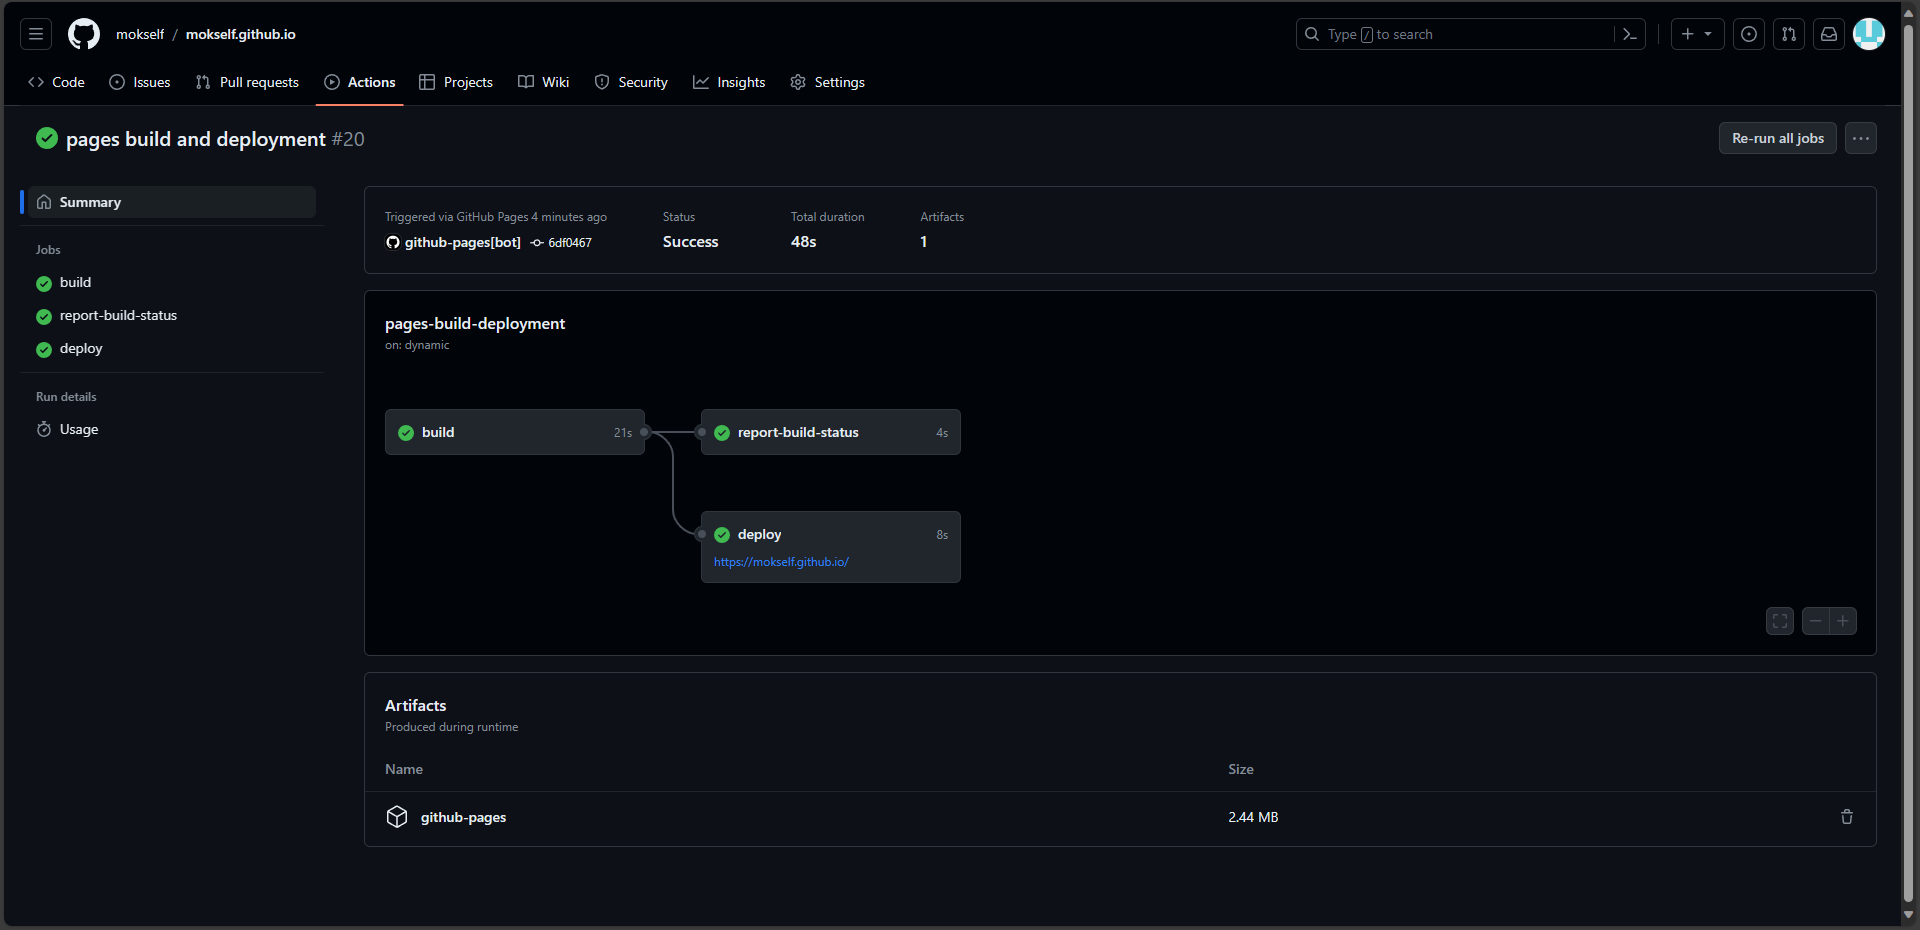 mokself / mokself.github.io
Type / to search
Code Issues Pull requests Actions Projects Wiki Security Insights Settings
pages build and deployment #20
Re-run all jobs
Summary
Jobs
build
report-build-status
deploy
Run details
Usage
Triggered via GitHub Pages 4 minutes ago
github-pages[bot] 6df0467
Status
Success
Total duration
48s
Artifacts
1
pages-build-deployment
on: dynamic
build 21s
report-build-status 4s
deploy 8s
https://mokself.github.io/
Artifacts
Produced during runtime
Name Size
github-pages 2.44 MB